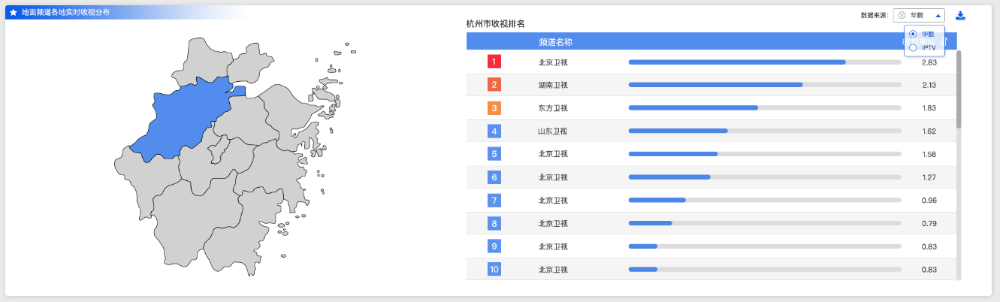 地面频道各地实时收视分布
数据来源： 华数
华数
IPTV
杭州市收视排名
频道名称
1 北京卫视 2.83
2 湖南卫视 2.13
3 东方卫视 1.83
4 山东卫视 1.62
5 北京卫视 1.58
6 北京卫视 1.27
7 北京卫视 0.96
8 北京卫视 0.79
9 北京卫视 0.83
10 北京卫视 0.83